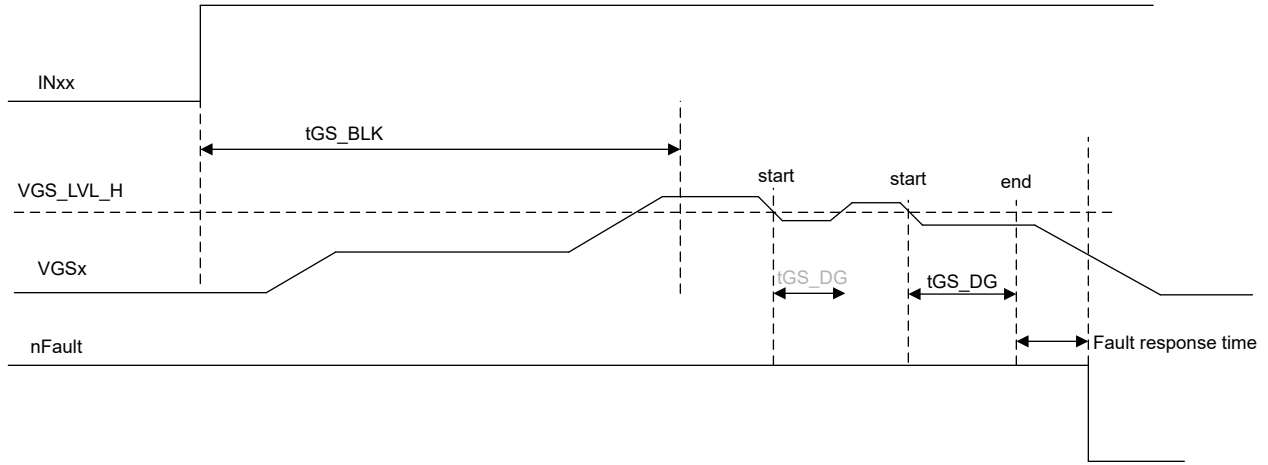 INxx
tGS_BLK
VGS_LVL_H
start
start
end
VGSx
tGS_DG
tGS_DG
nFault
Fault response time